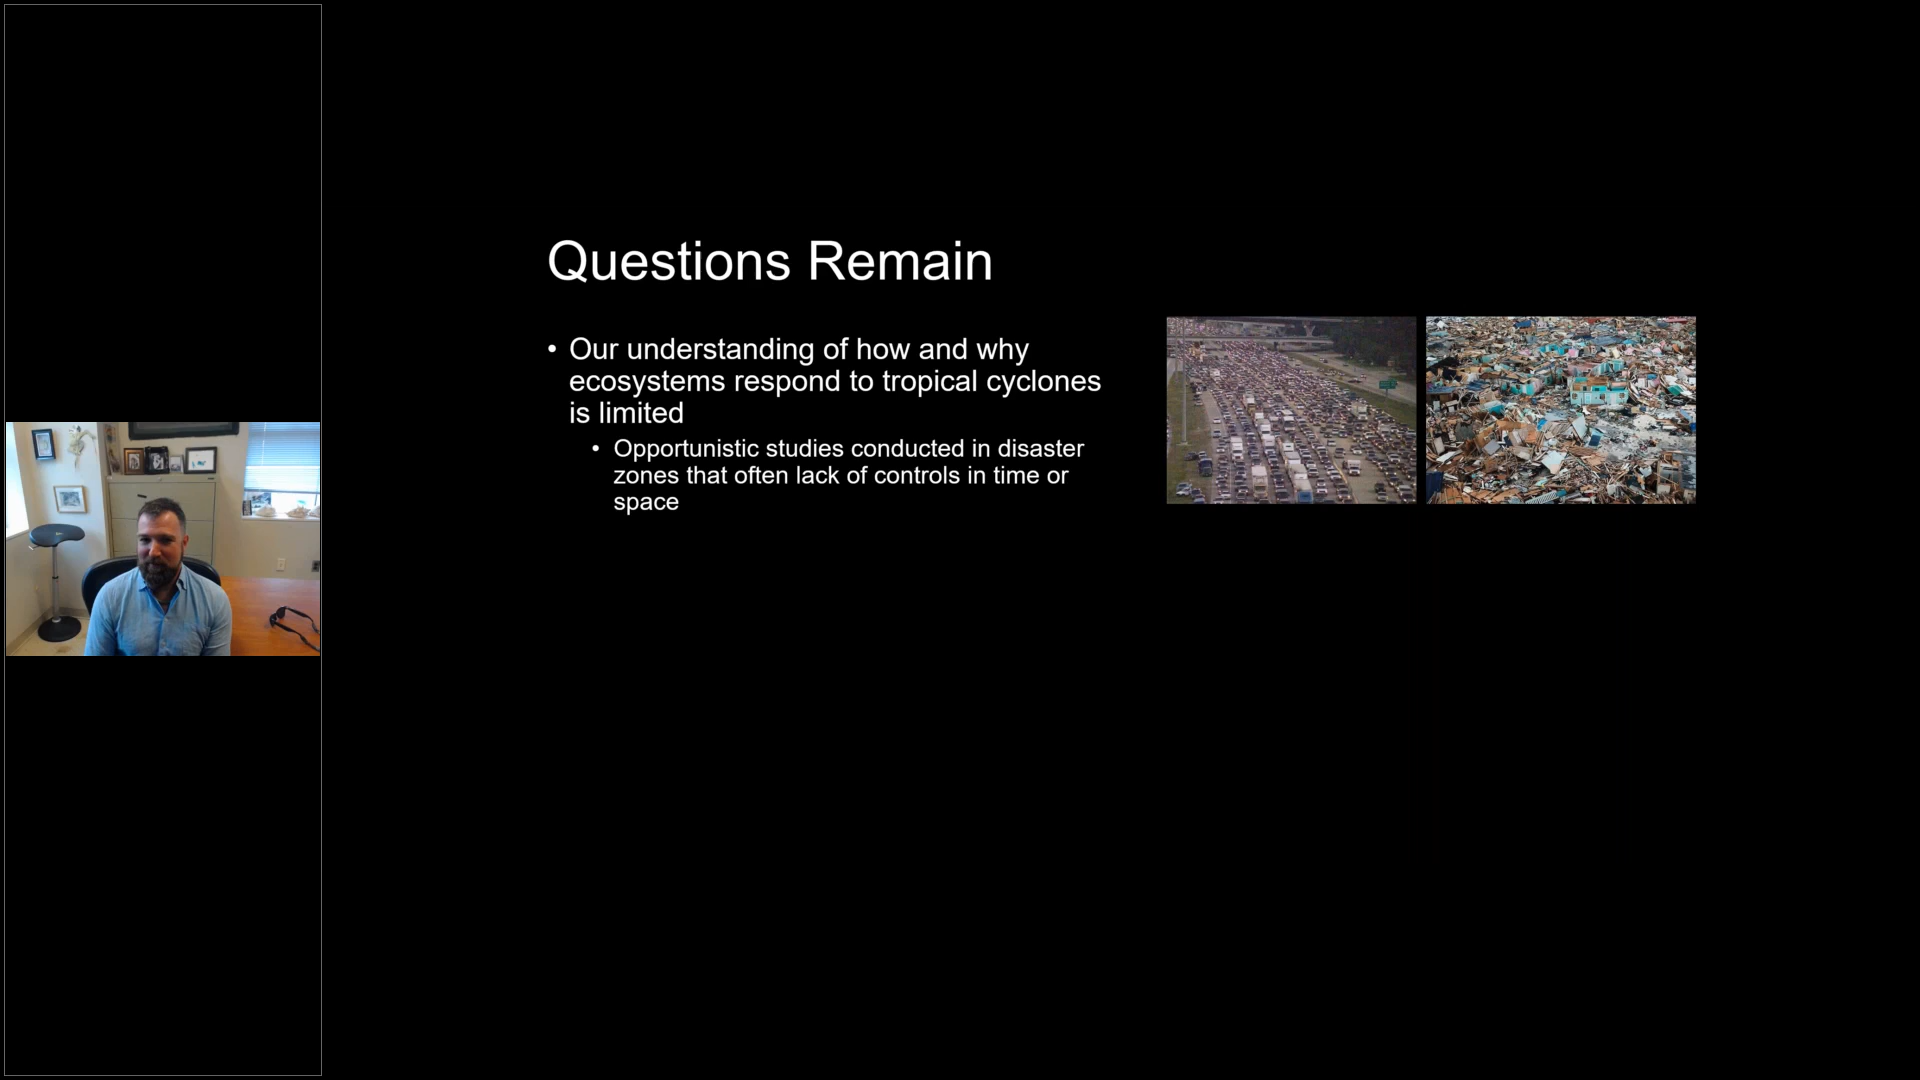 Questions Remain
• Our understanding of how and why
ecosystems respond to tropical cyclones
is limited
• Opportunistic studies conducted in disaster
zones that often lack of controls in time or
space